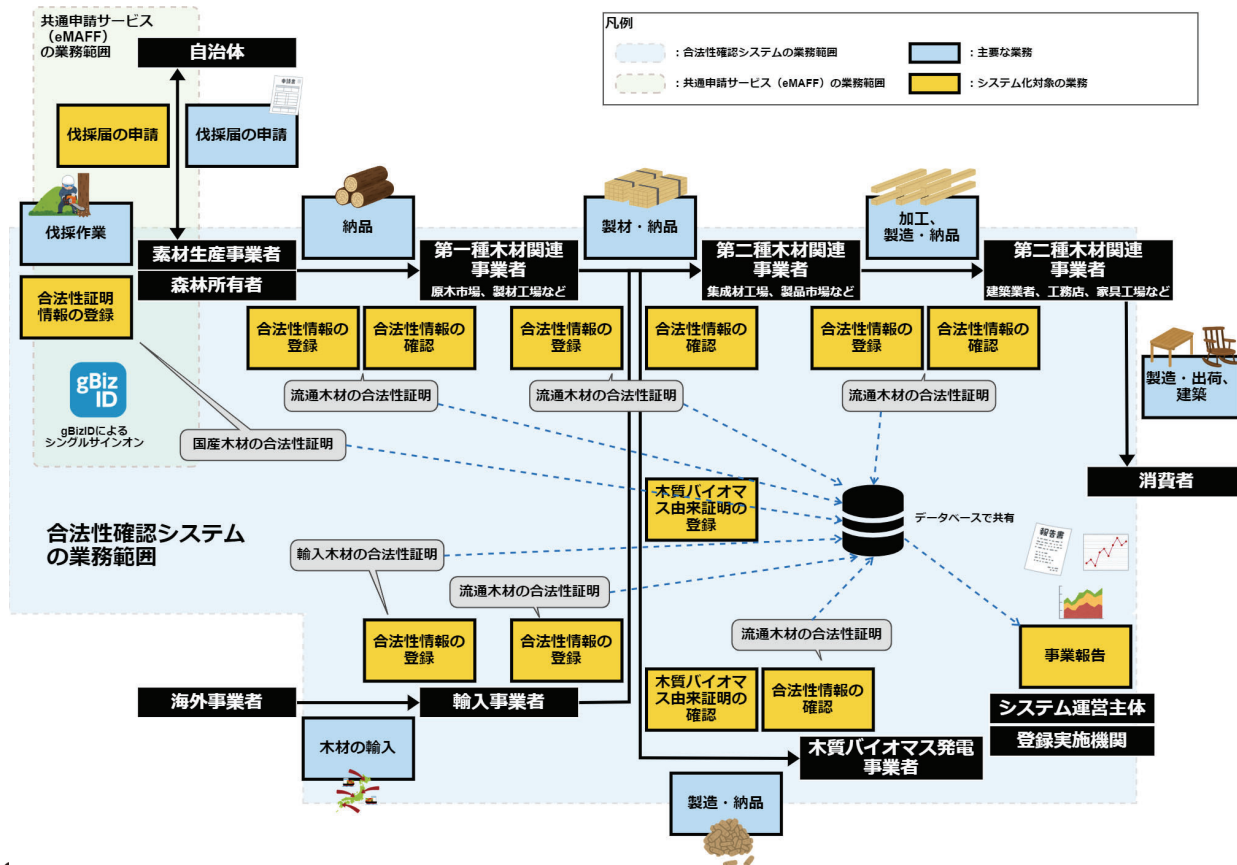 共通申請サービス
（eMAFF）
の業務範囲
自治体
伐採届の申請
伐採届の申請
申請書
凡例
：合法性確認システムの業務範囲
：主要な業務
：共通申請サービス（eMAFF）の業務範囲
：システム化対象の業務
伐採作業
納品
製材・納品
加工、
製造・納品
素材生産事業者
森林所有者
第一種木材関連
事業者
原木市場、製材工場など
第二種木材関連
事業者
集成材工場、製品市場など
第二種木材関連
事業者
建築業者、工務店、家具工場など
合法性証明
情報の登録
合法性情報の
登録
合法性情報の
確認
合法性情報の
登録
合法性情報の
確認
合法性情報の
登録
合法性情報の
確認
製造・出荷、
建築
gBiz
ID
gBizIDによる
シングルサインオン
流通木材の合法性証明
流通木材の合法性証明
流通木材の合法性証明
国産木材の合法性証明
消費者
木質バイオマ
ス由来証明の
登録
データベースで共有
報告書
合法性確認システム
の業務範囲
輸入木材の合法性証明
流通木材の合法性証明
流通木材の合法性証明
合法性情報の
登録
合法性情報の
登録
事業報告
木質バイオマ
ス由来証明の
確認
合法性情報の
確認
海外事業者
輸入事業者
システム運営主体
登録実施機関
木材の輸入
木質バイオマス発電
事業者
製造・納品